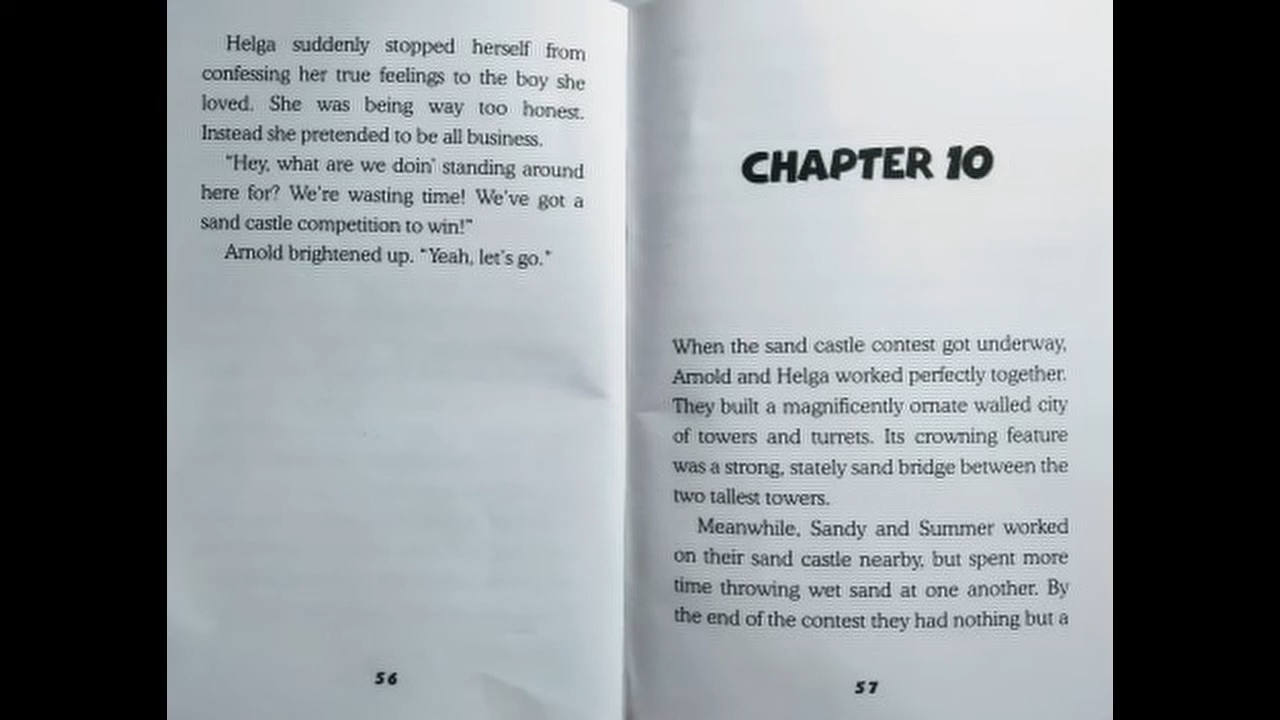 Helga suddenly stopped herself from
confessing her true feelings to the boy she
loved. She was being way too honest.
Instead she pretended to be all business.
"Hey, what are we doin' standing around
here for? We're wasting time! We've got a
sand castle competition to win!"
Arnold brightened up. "Yeah, let's go."
56
CHAPTER 10
When the sand castle contest got underway,
Arnold and Helga worked perfectly together.
They built a magnificently ornate walled city
of towers and turrets. Its crowning feature
was a strong, stately sand bridge between the
two tallest towers.
Meanwhile, Sandy and Summer worked
on their sand castle nearby, but spent more
time throwing wet sand at one another. By
the end of the contest they had nothing but a
57